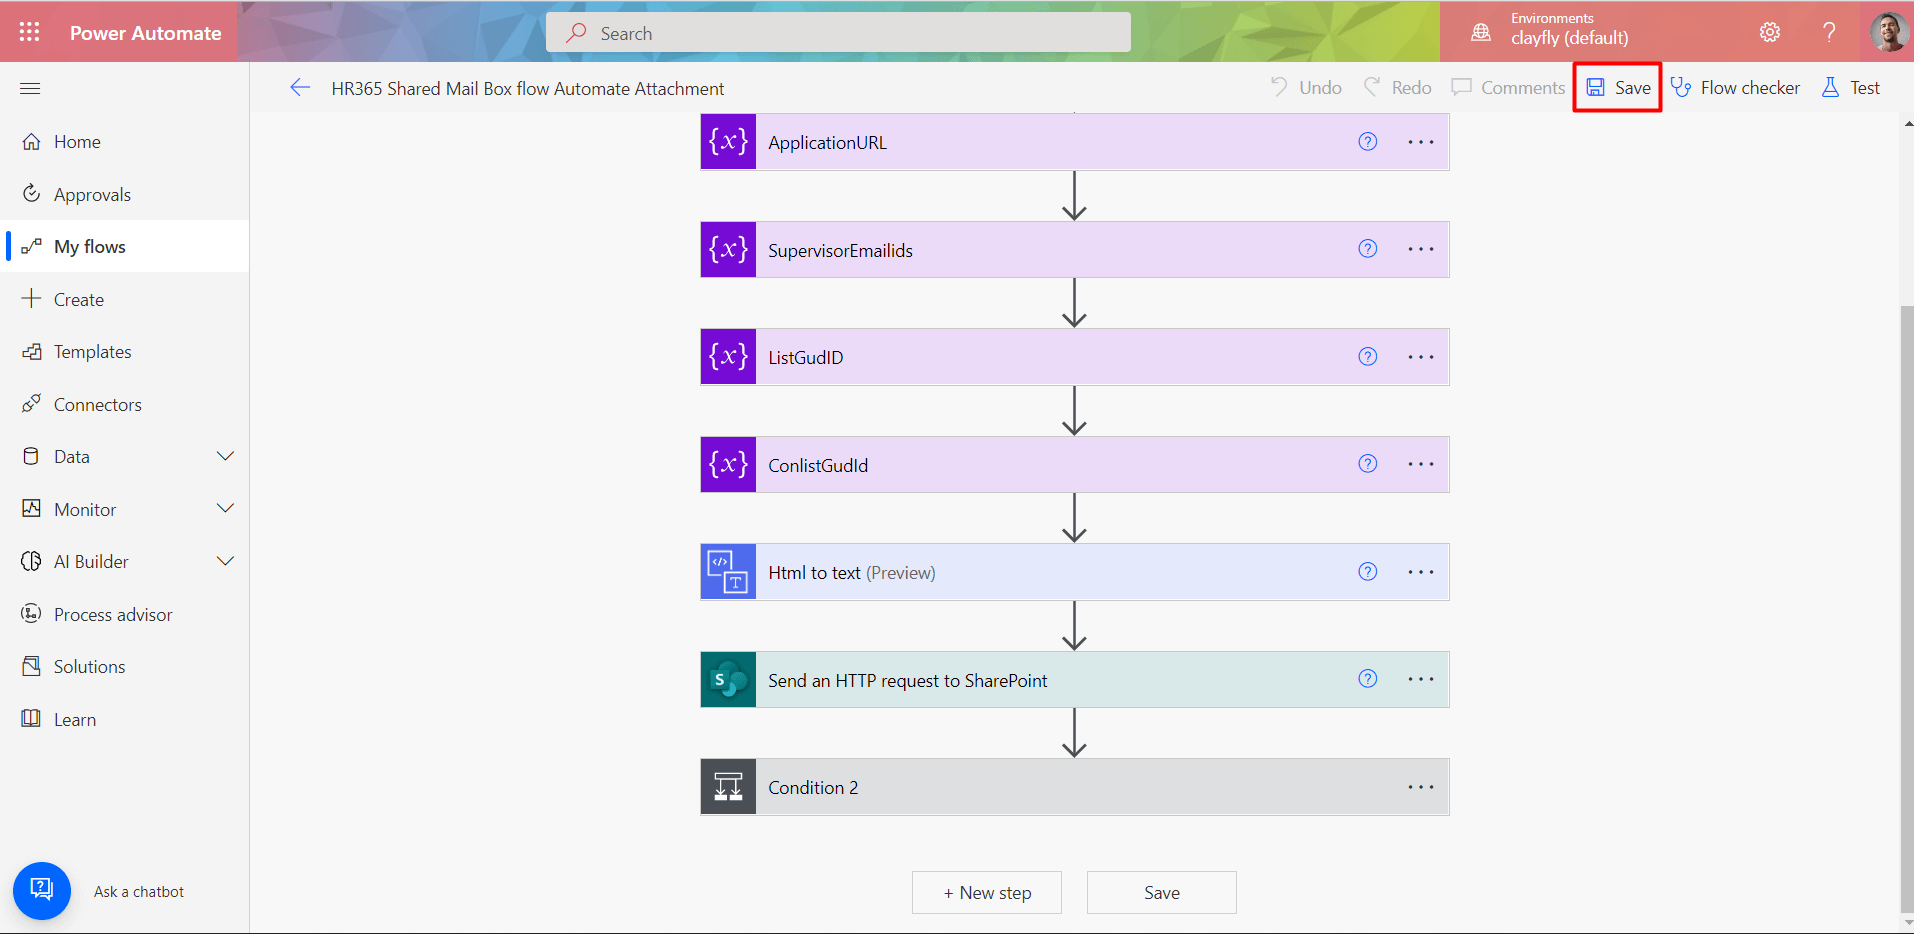 Power Automate
Search
Environments
clayfly (default)
HR365 Shared Mail Box flow Automate Attachment
Undo
Redo
Comments
Save
Flow checker
Test
Home
Approvals
My flows
Create
Templates
Connectors
Data
Monitor
AI Builder
Process advisor
Solutions
Learn
Ask a chatbot
{x} ApplicationURL
{x} SupervisorEmailids
{x} ListGudID
{x} ConlistGudId
Html to text (Preview)
Send an HTTP request to SharePoint
Condition 2
+ New step
Save